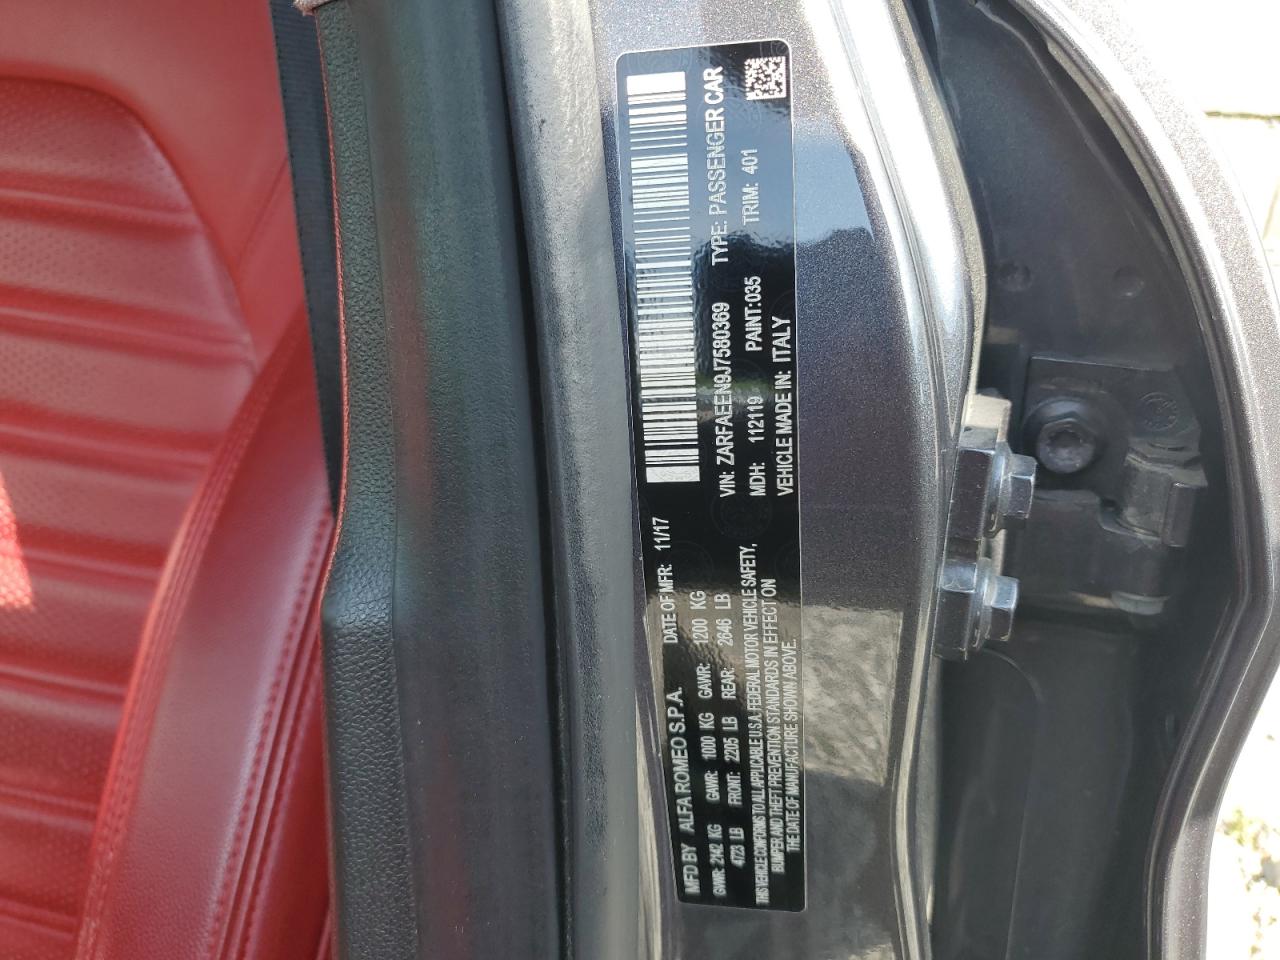 MFD BY ALFA ROMEO S.P.A. DATE OF MFR: 11/17
GVWR: 2142 KG GAWR: 1000 KG GAWR: 1200 KG
4723 LB FRONT: 2205 LB REAR: 2646 LB
THIS VEHICLE CONFORMS TO ALL APPLICABLE U.S.A. FEDERAL MOTOR VEHICLE SAFETY,
BUMPER AND THEFT PREVENTION STANDARDS IN EFFECT ON
THE DATE OF MANUFACTURE SHOWN ABOVE.
VIN: ZARFAEEN9J7580369 TYPE: PASSENGER CAR
MDH: 112119 PAINT:035 TRIM: 401
VEHICLE MADE IN: ITALY